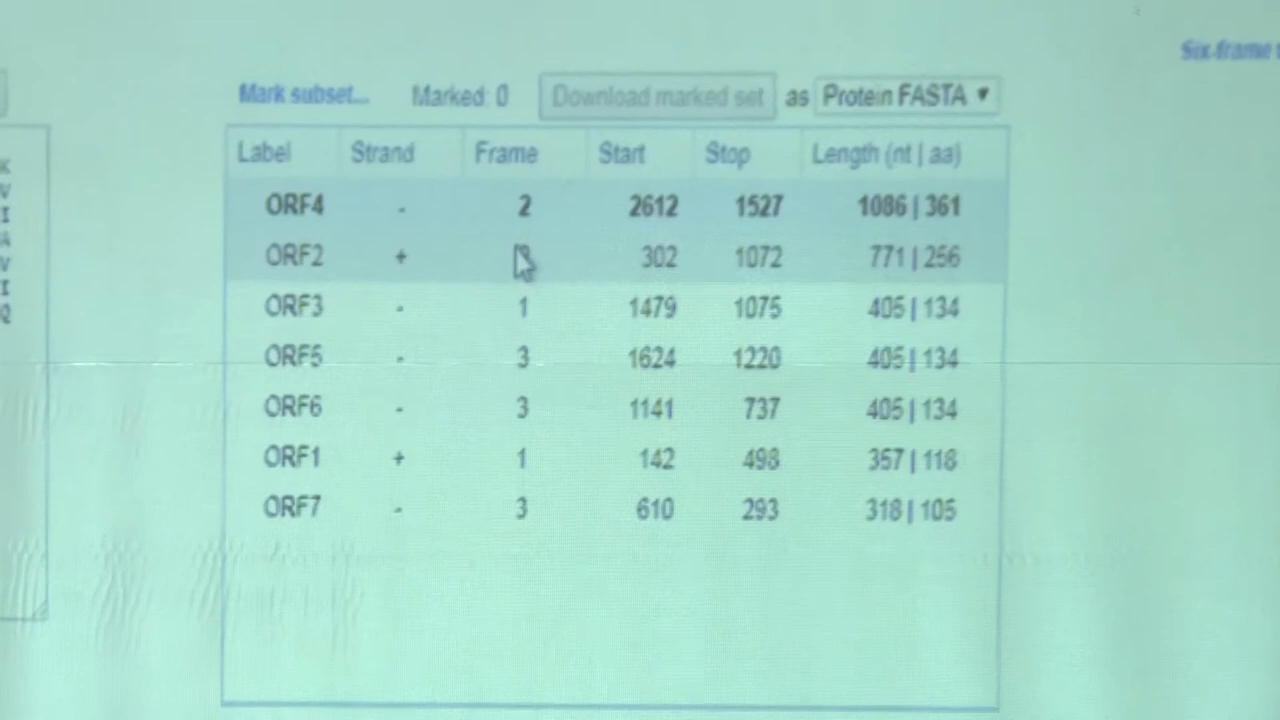 Six-frame
Mark subset... Marked: 0 Download marked set as Protein FASTA
Label Strand Frame Start Stop Length (nt | aa)
K
V
I
A
V
I
Q
ORF4 - 2 2612 1527 1086 | 361
ORF2 + 302 1072 771 | 256
ORF3 - 1 1479 1075 405 | 134
ORF5 - 3 1624 1220 405 | 134
ORF6 - 3 1141 737 405 | 134
ORF1 + 1 142 498 357 | 118
ORF7 - 3 610 293 318 | 105